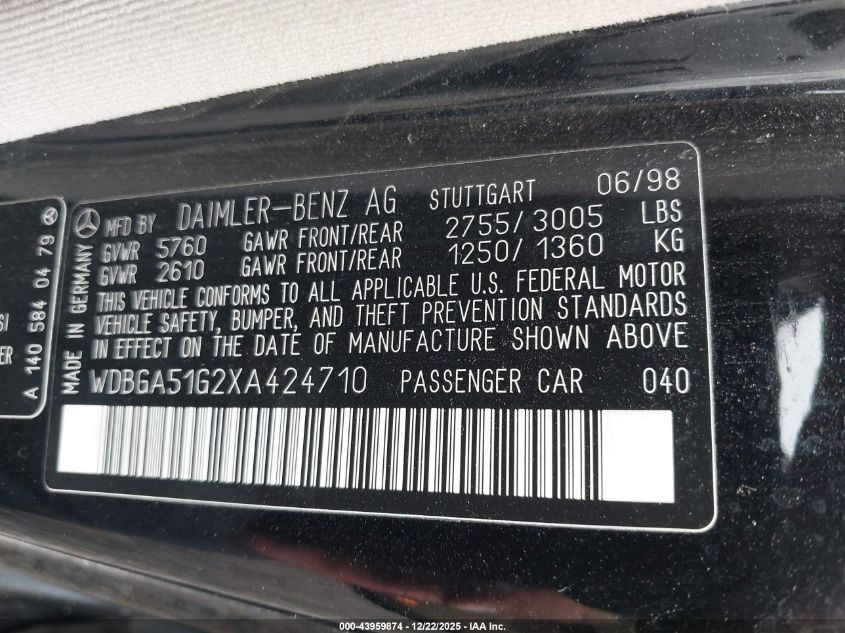 MFD BY DAIMLER-BENZ AG STUTTGART 06/98
GVWR 5760 GAWR FRONT/REAR 2755/3005 LBS
GVWR 2610 GAWR FRONT/REAR 1250/1360 KG
THIS VEHICLE CONFORMS TO ALL APPLICABLE U.S. FEDERAL MOTOR
VEHICLE SAFETY, BUMPER, AND THEFT PREVENTION STANDARDS
IN EFFECT ON THE DATE OF MANUFACTURE SHOWN ABOVE
WDBGA51G2XA424710 PASSENGER CAR 040
MADE IN GERMANY
A 140 584 04 79
SI
ER
000-43959874 - 12/22/2025 - IAA Inc.